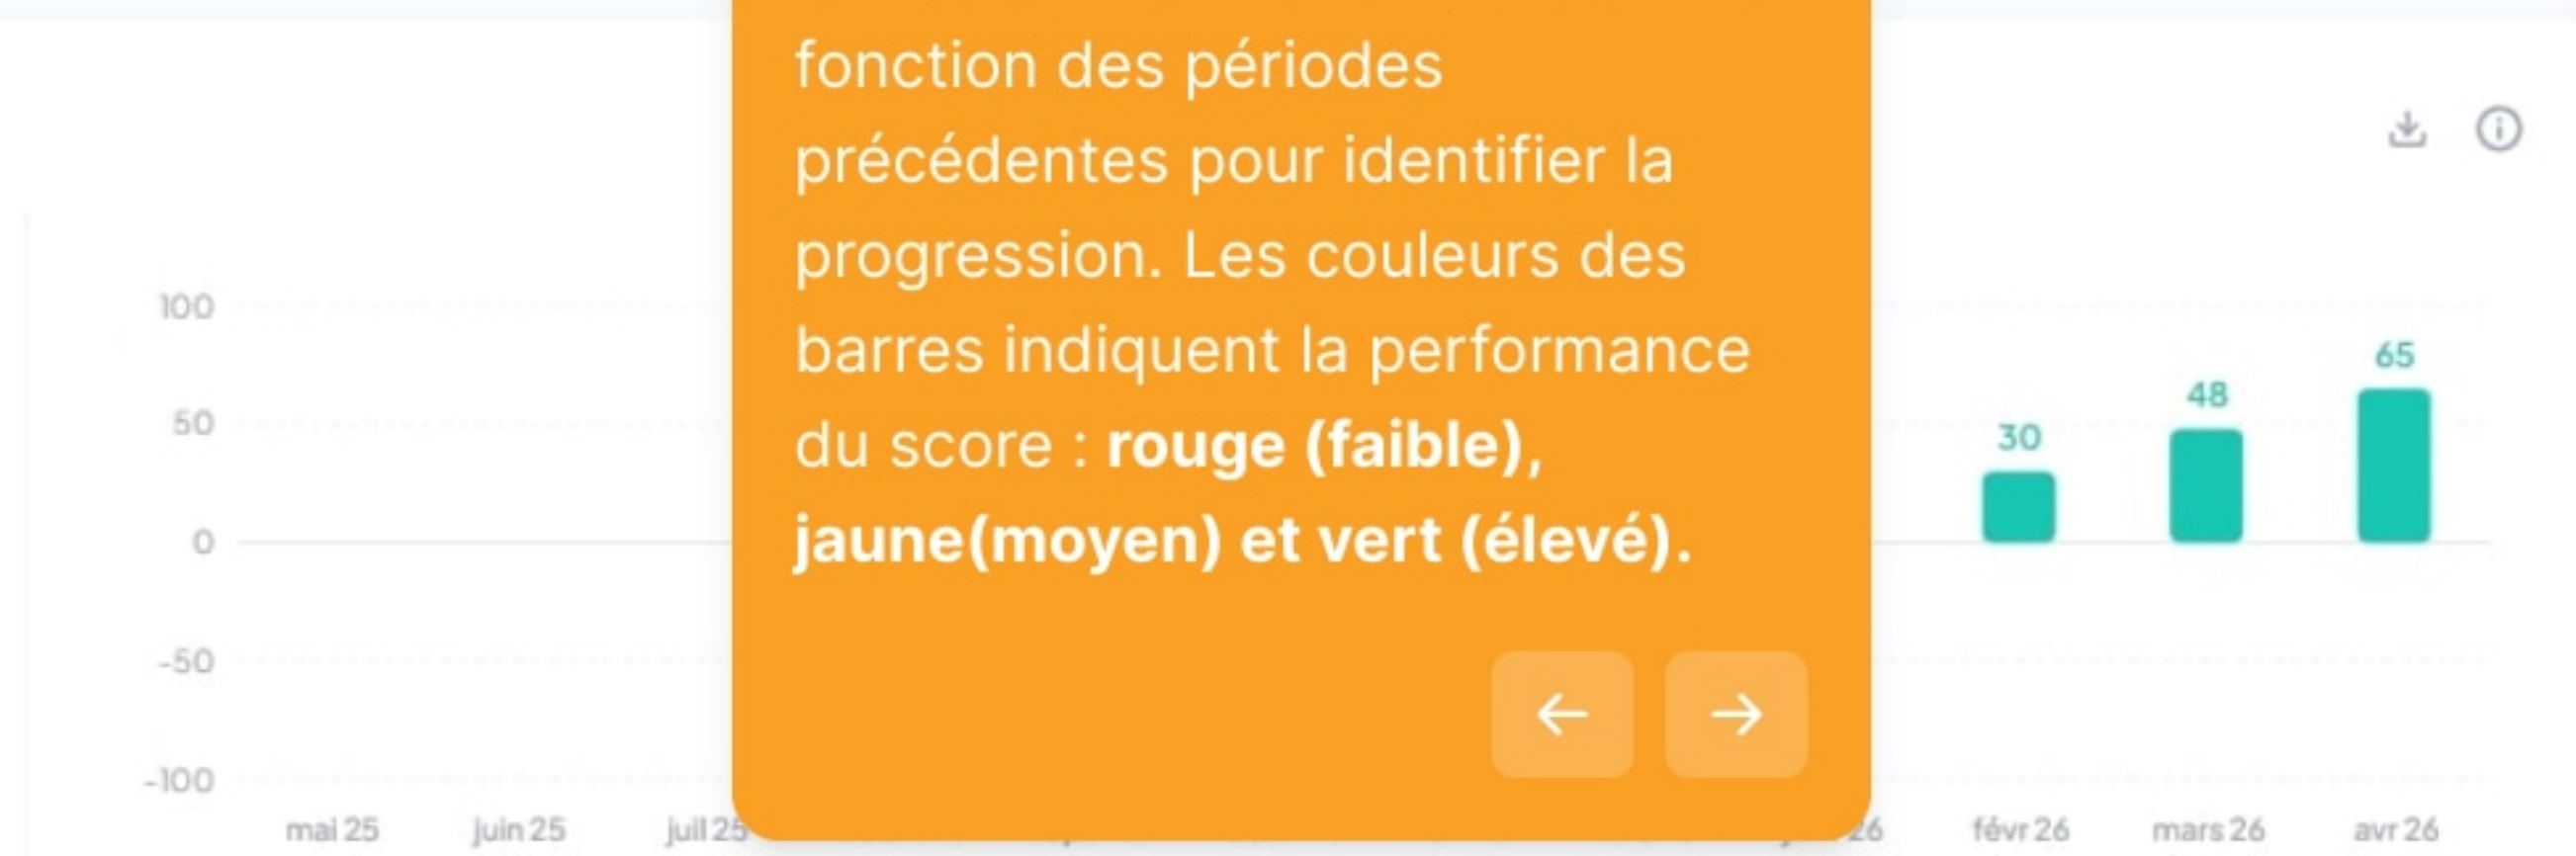 fonction des périodes
précédentes pour identifier la
progression. Les couleurs des
barres indiquent la performance
du score : rouge (faible),
jaune(moyen) et vert (élevé).
100
50
0
-50
-100
65
48
30
mai 25
juin 25
juil 25
26
févr 26
mars 26
avr 26